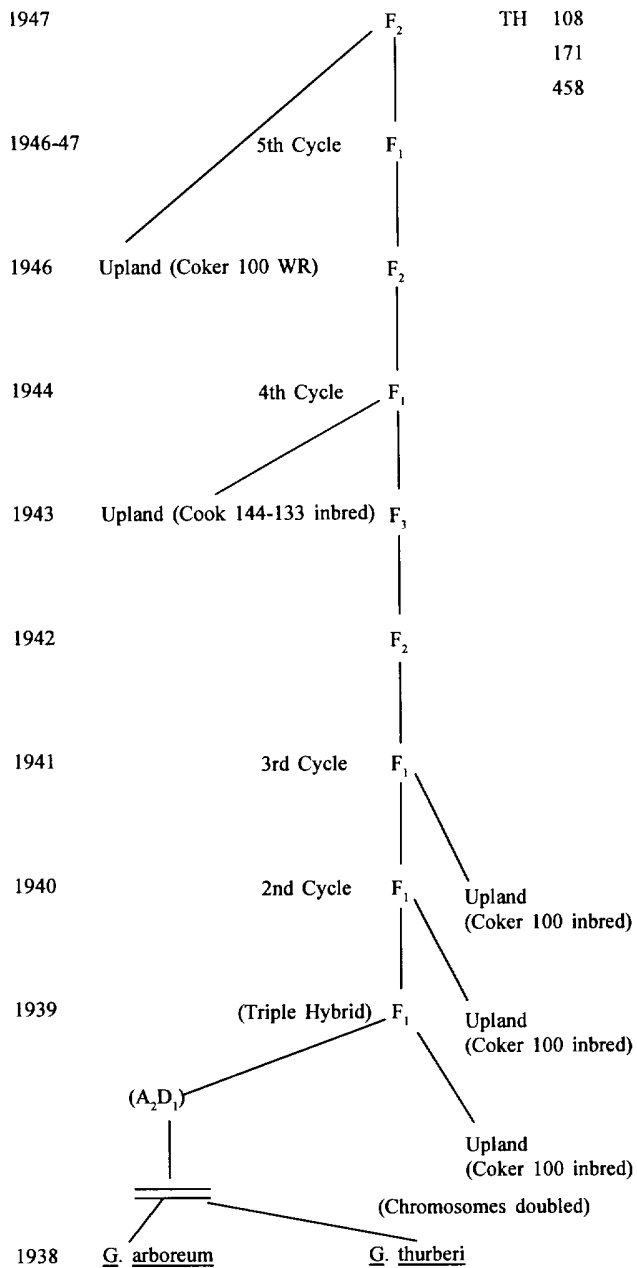 1947 F₂ TH 108
171
458
1946-47 5th Cycle F₁
1946 Upland (Coker 100 WR) F₂
1944 4th Cycle F₁
1943 Upland (Cook 144-133 inbred) F₃
1942 F₂
1941 3rd Cycle F₁
1940 2nd Cycle F₁ Upland
(Coker 100 inbred)
1939 (Triple Hybrid) F₁ Upland
(Coker 100 inbred)
(A₂D₁)
Upland
(Coker 100 inbred)
(Chromosomes doubled)
1938 G. arboreum G. thurberi